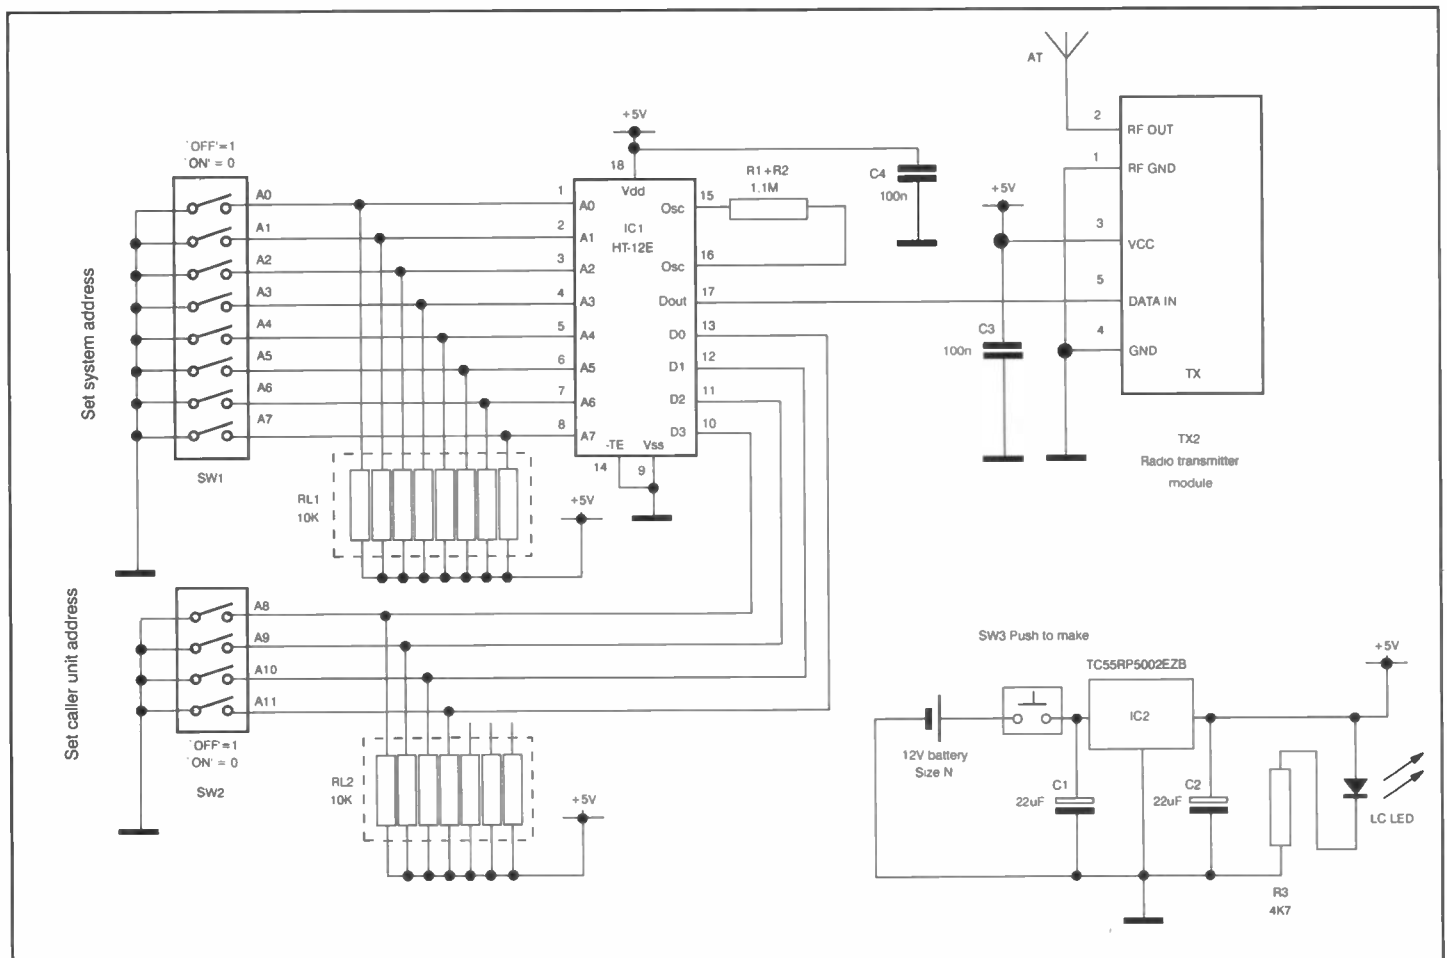 'OFF'=1
'ON' = 0
A0
A1
A2
A3
A4
A5
A6
A7
SW1
Set system address
RL1
10K
+5V
1
2
3
4
5
6
7
8
+5V
18
Vdd
IC1
HT-12E
A0
A1
A2
A3
A4
A5
A6
A7
Osc
Osc
Dout
D0
D1
D2
D3
-TE
Vss
14
9
15
16
17
13
12
11
10
R1+R2
1.1M
C4
100n
AT
+5V
C3
100n
2
1
3
5
4
RF OUT
RF GND
VCC
DATA IN
GND
TX
TX2
Radio transmitter
module
Set caller unit address
A8
A9
A10
A11
'OFF'=1
'ON' = 0
SW2
RL2
10K
+5V
SW3 Push to make
12V battery
Size N
TC55RP5002EZB
IC2
C1
22uF
C2
22uF
+5V
LC LED
R3
4K7